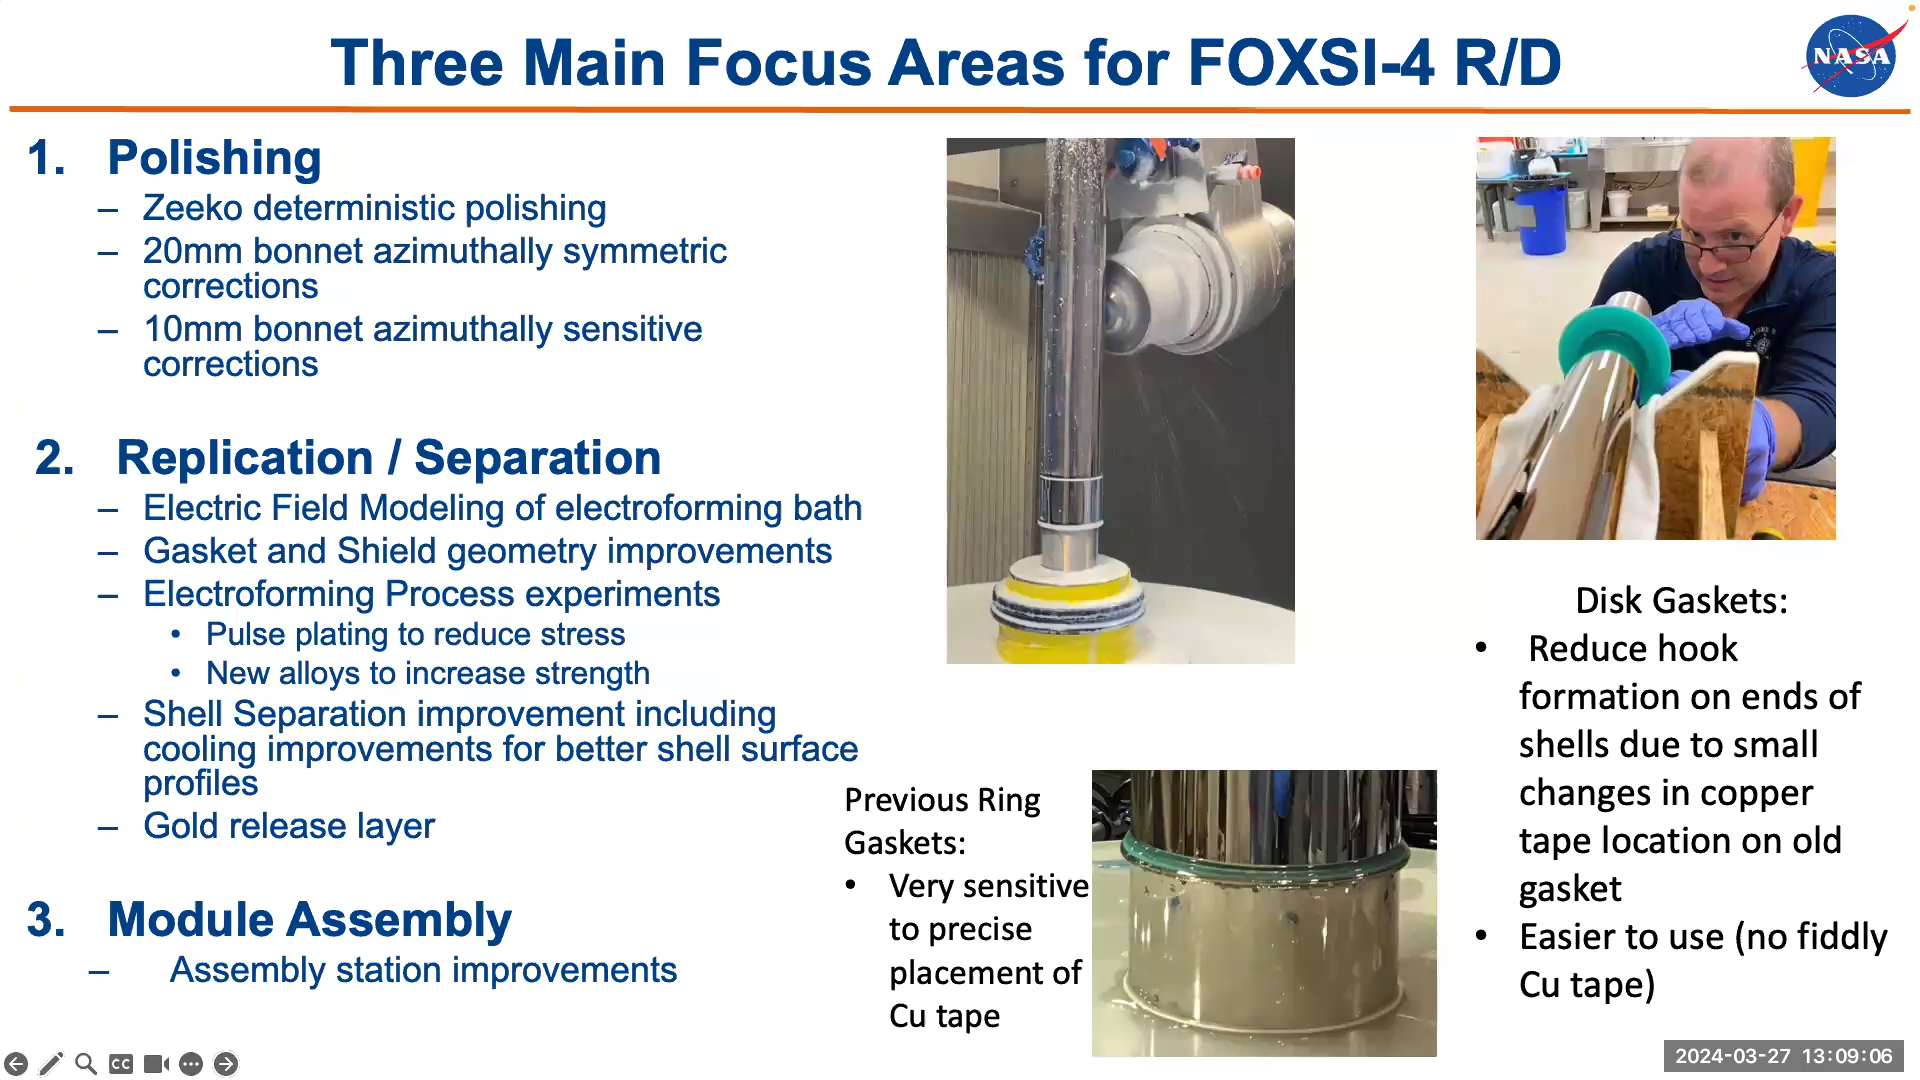 Three Main Focus Areas for FOXSI-4 R/D
NASA
1. Polishing
– Zeeko deterministic polishing
– 20mm bonnet azimuthally symmetric
corrections
– 10mm bonnet azimuthally sensitive
corrections
2. Replication / Separation
– Electric Field Modeling of electroforming bath
– Gasket and Shield geometry improvements
– Electroforming Process experiments
• Pulse plating to reduce stress
• New alloys to increase strength
– Shell Separation improvement including
cooling improvements for better shell surface
profiles
– Gold release layer
3. Module Assembly
– Assembly station improvements
Previous Ring
Gaskets:
• Very sensitive
to precise
placement of
Cu tape
Disk Gaskets:
• Reduce hook
formation on ends of
shells due to small
changes in copper
tape location on old
gasket
• Easier to use (no fiddly
Cu tape)
CC
2024-03-27 13:09:06